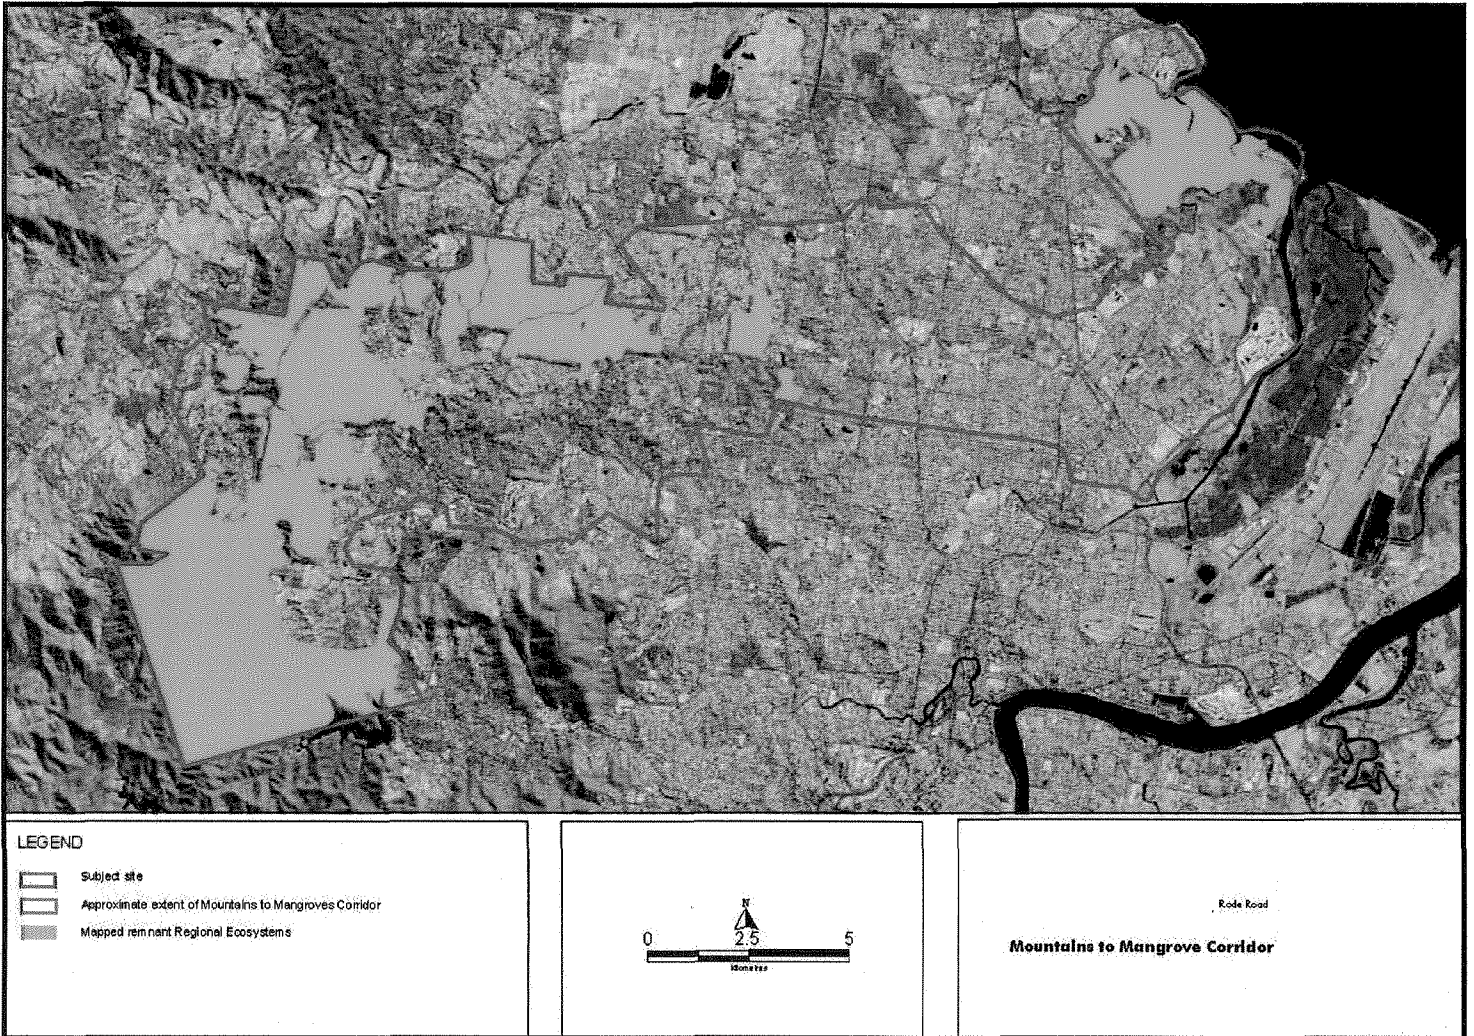 LEGEND
Subject site
Approximate extent of Mountains to Mangroves Corridor
Mapped remnant Regional Ecosystems
N
0 2.5 5
kilometres
Rode Road
Mountains to Mangrove Corridor